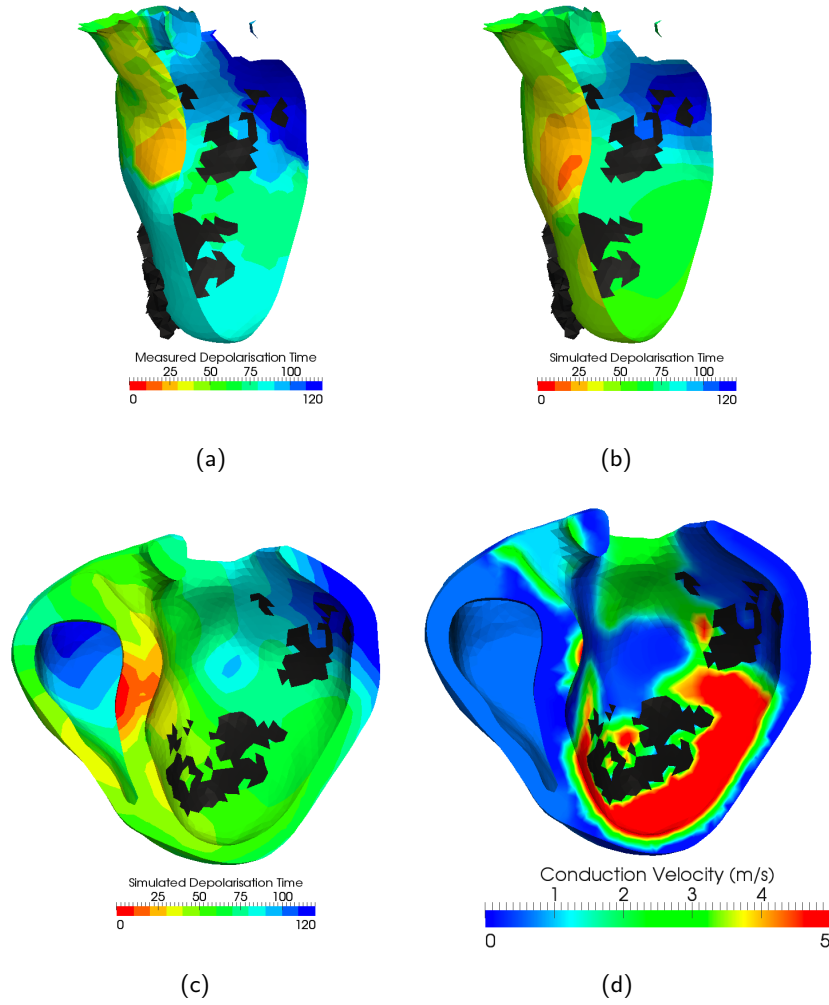 Measured Depolarisation Time
25 75
50 100
0 120
(a)
Simulated Depolarisation Time
25 75
50 100
0 120
(b)
Simulated Depolarisation Time
25 75
50 100
0 120
(c)
Conduction Velocity (m/s)
1 2 3 4
0 5
(d)